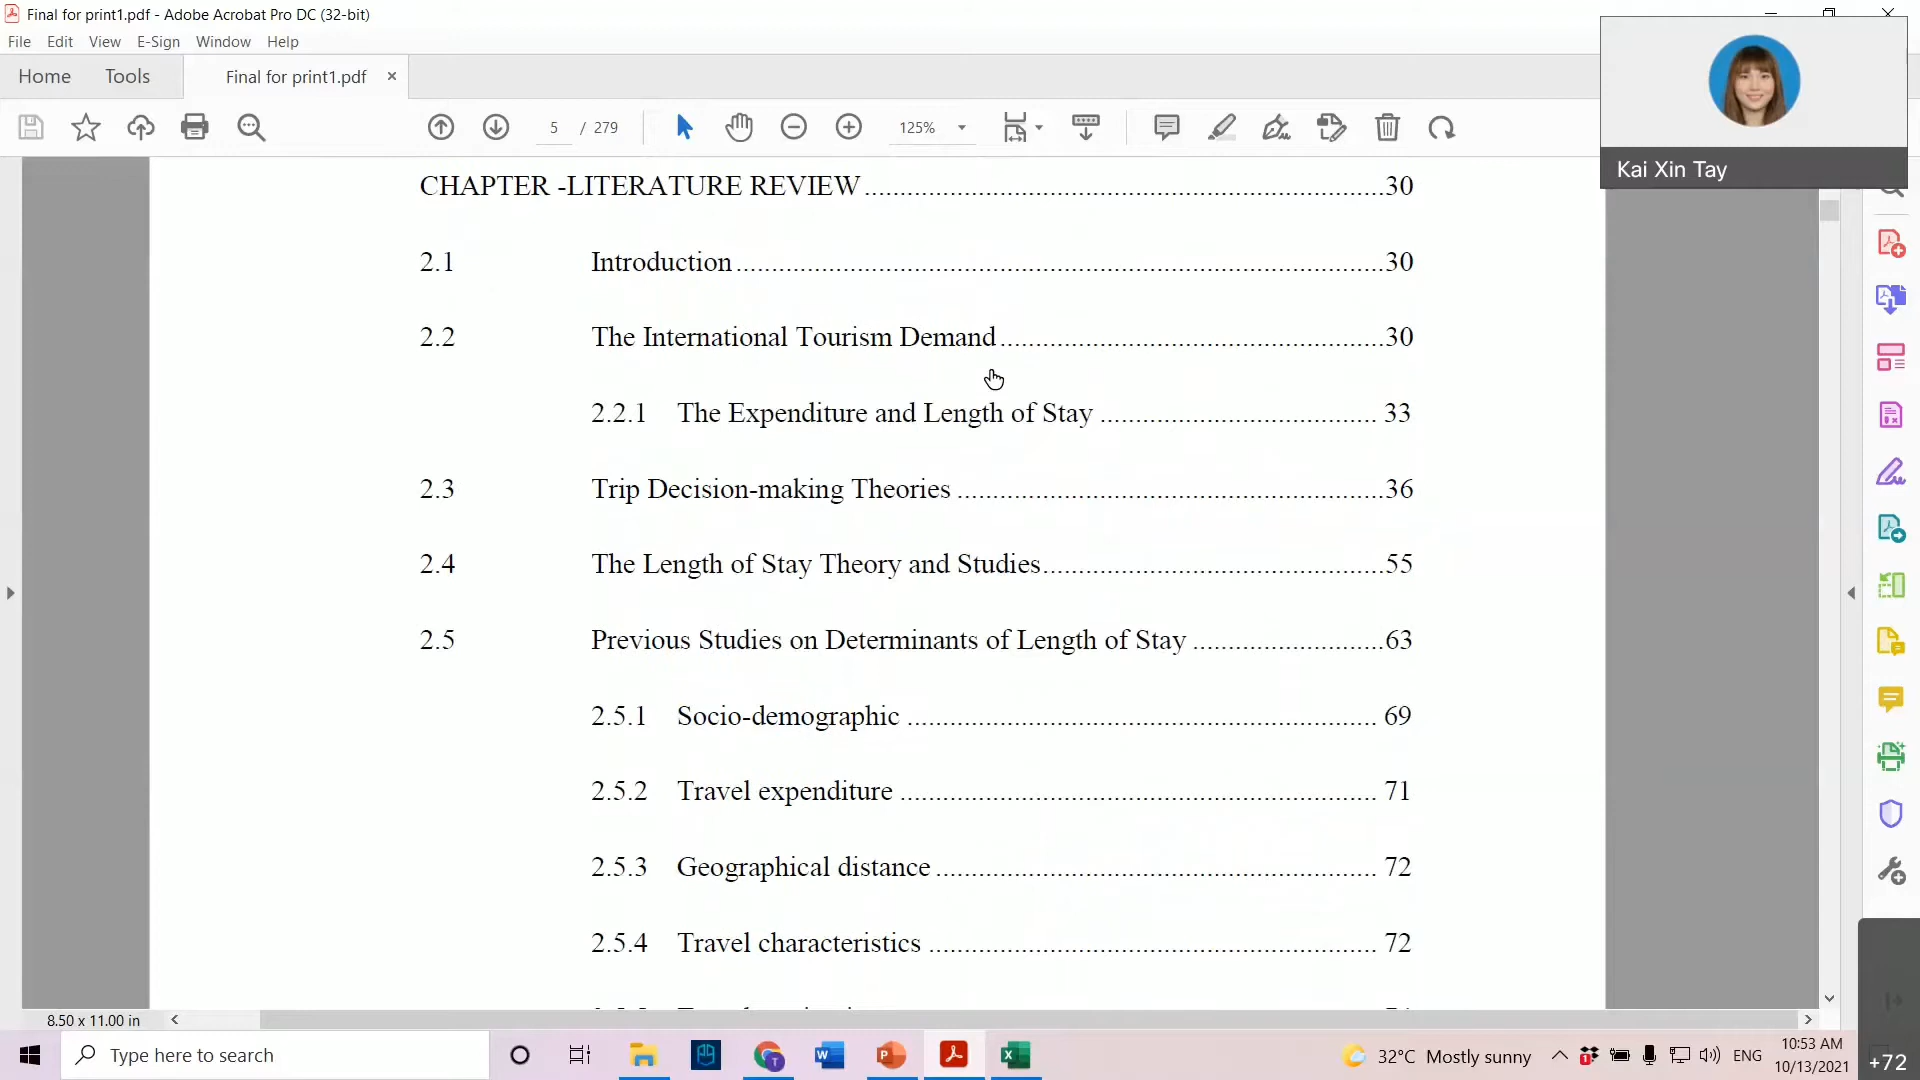 Final for print1.pdf - Adobe Acrobat Pro DC (32-bit)
File Edit View E-Sign Window Help
Home Tools Final for print1.pdf
5 / 279 125%
Kai Xin Tay
CHAPTER -LITERATURE REVIEW 30
2.1 Introduction 30
2.2 The International Tourism Demand 30
2.2.1 The Expenditure and Length of Stay 33
2.3 Trip Decision-making Theories 36
2.4 The Length of Stay Theory and Studies 55
2.5 Previous Studies on Determinants of Length of Stay 63
2.5.1 Socio-demographic 69
2.5.2 Travel expenditure 71
2.5.3 Geographical distance 72
2.5.4 Travel characteristics 72
8.50 x 11.00 in
Type here to search
32°C Mostly sunny
ENG
10:53 AM
10/13/2021
+72